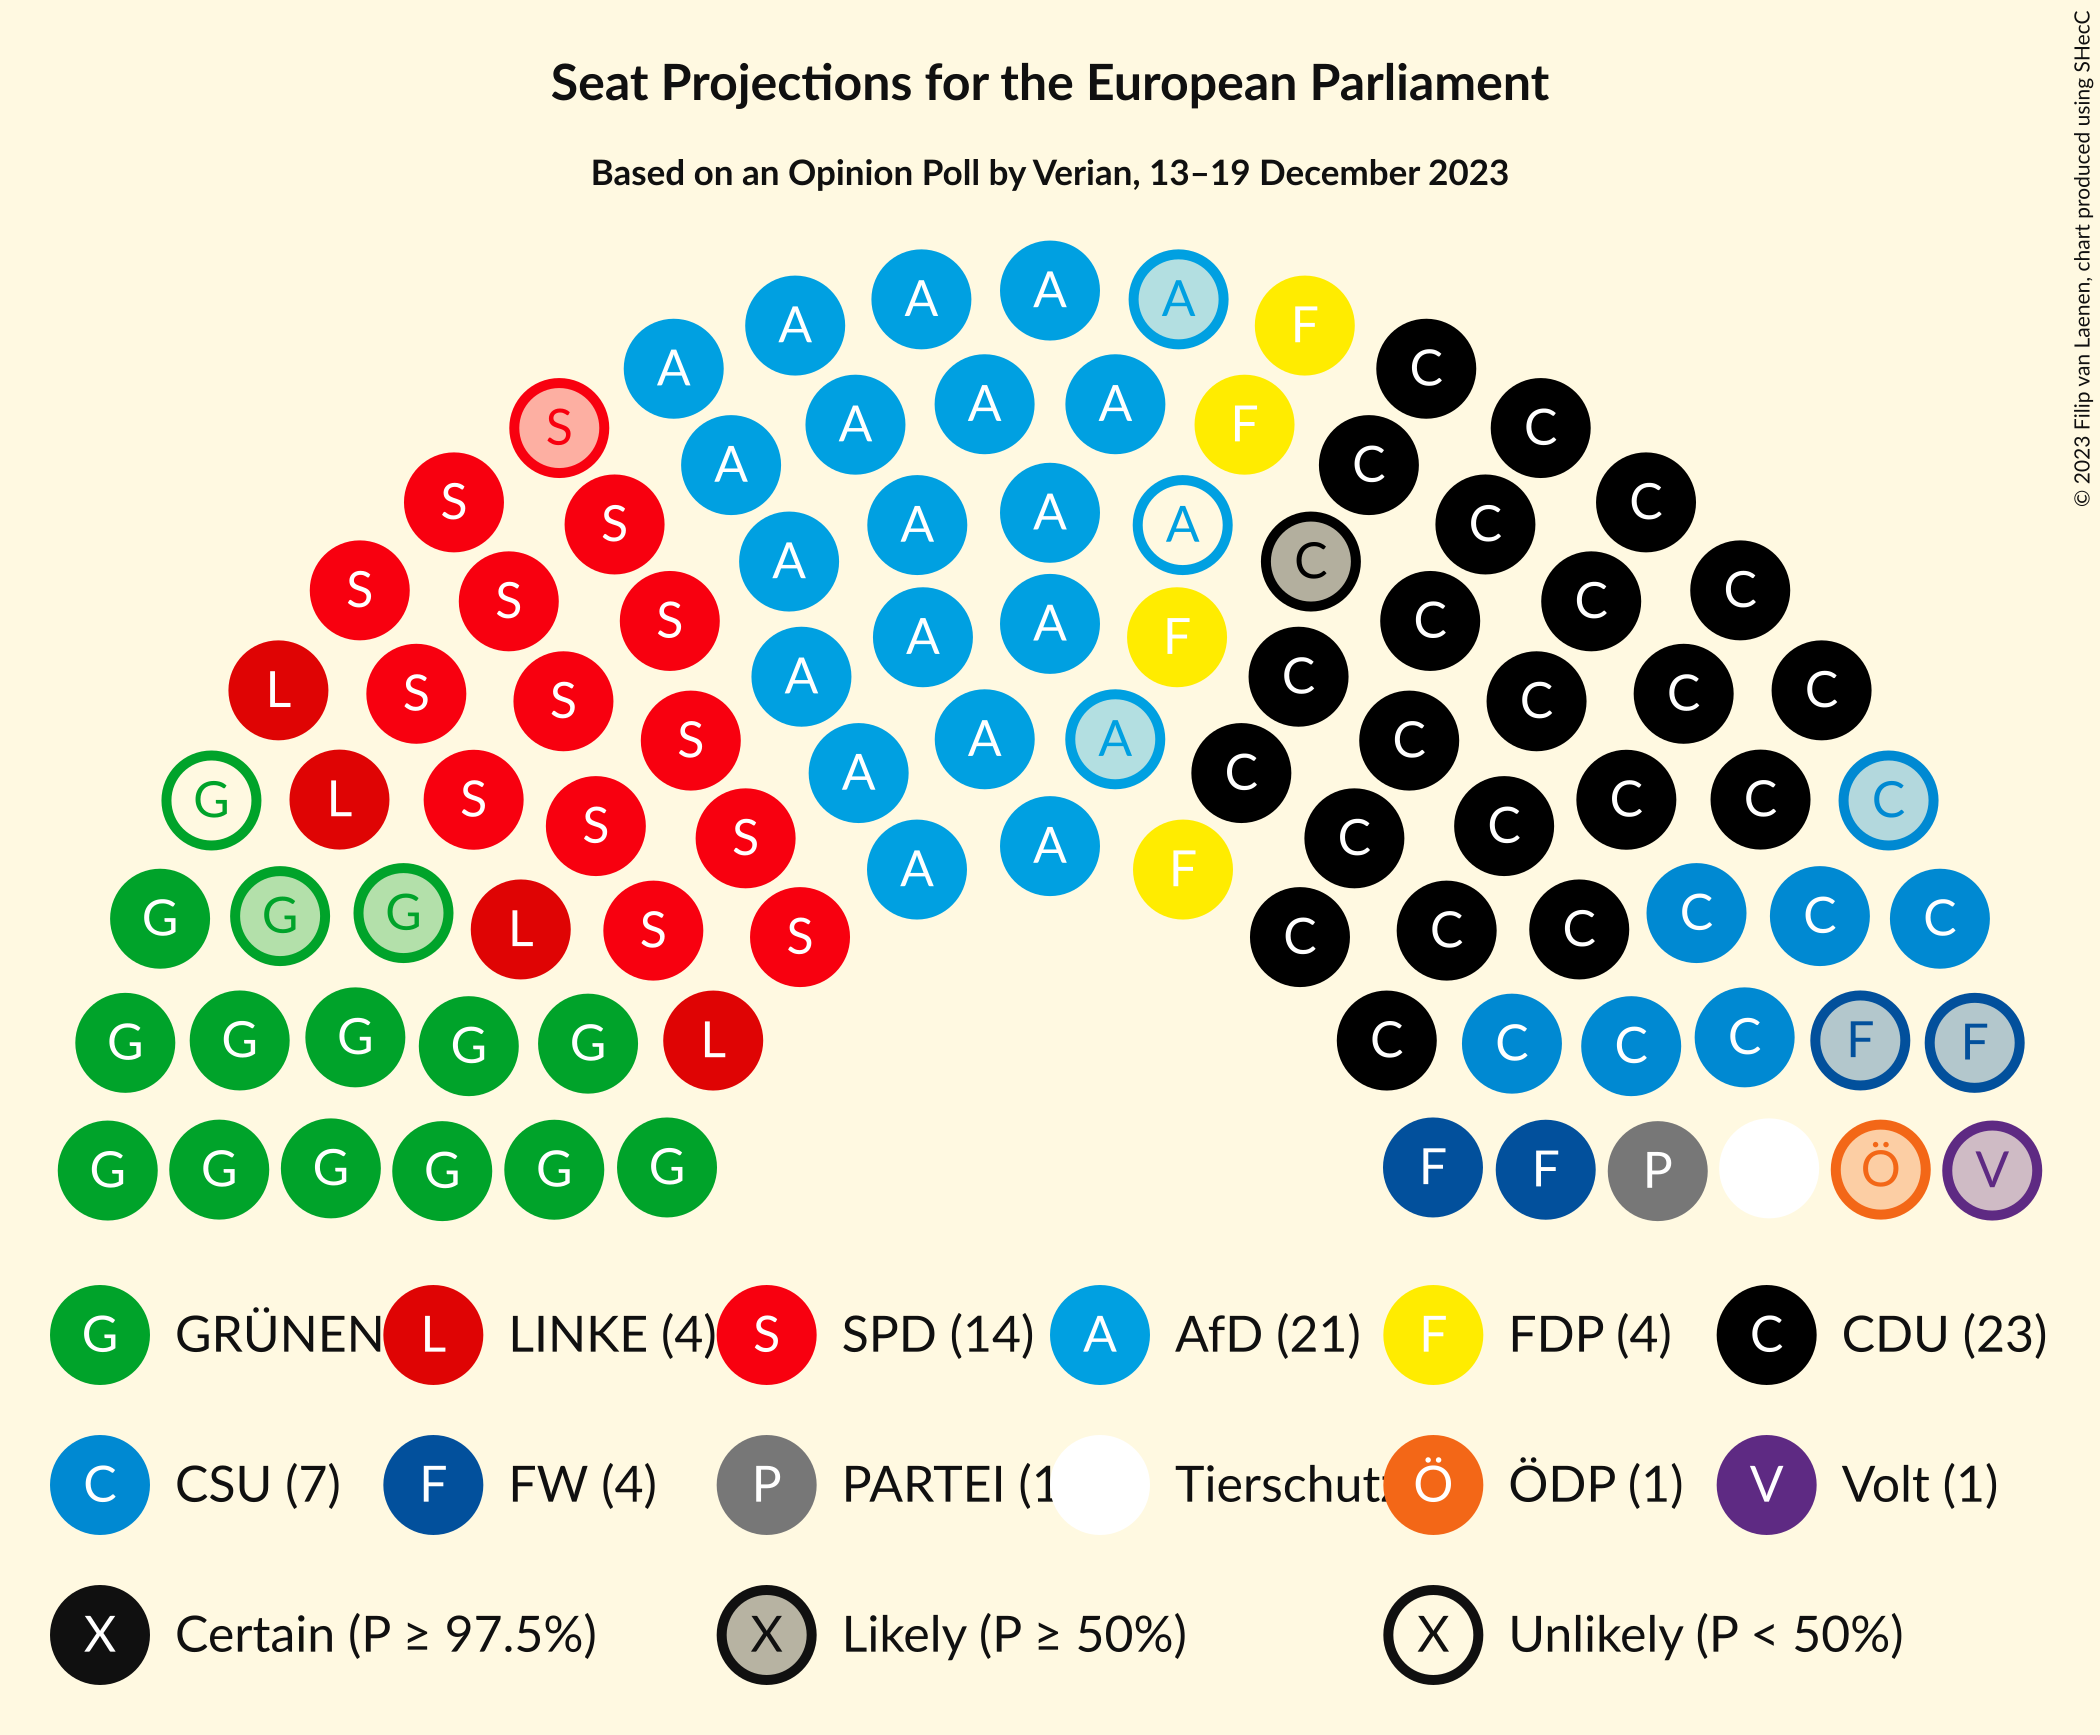 Seat Projections for the European Parliament
Based on an Opinion Poll by Verian, 13–19 December 2023
© 2023 Filip van Laenen, chart produced using SHecC
A A A A F
A A C
A A A F C
S A A C C
S S A A A C C C
S S A C S C C C
S A A F
L S S S A C C C C C
G L S S S A A A C C C C C C
G G G L S S A A F C C C C C C
G G G G G L C C C C F F
G G G G G G F F P Ö V
G GRÜNEN L LINKE (4) S SPD (14) A AfD (21) F FDP (4) C CDU (23)
C CSU (7) F FW (4) P PARTEI (1 Tierschutz Ö ÖDP (1) V Volt (1)
X Certain (P ≥ 97.5%) X Likely (P ≥ 50%) X Unlikely (P < 50%)